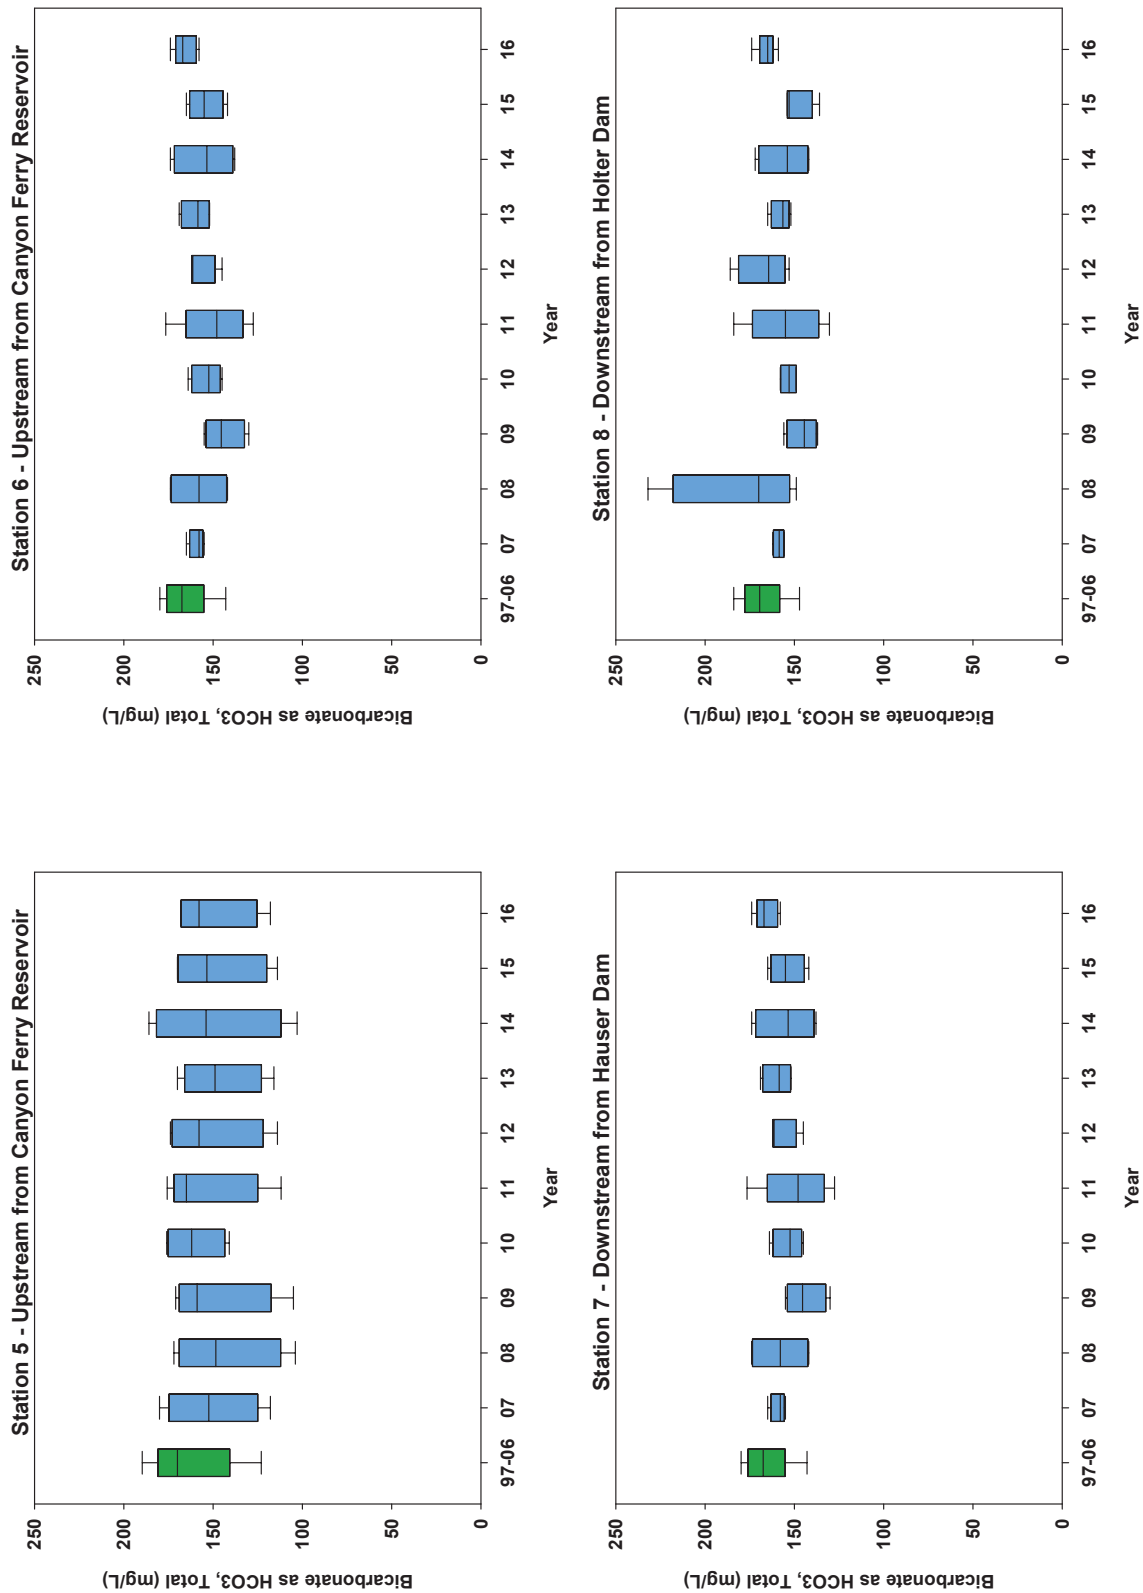 Station 5 - Upstream from Canyon Ferry Reservoir
Bicarbonate as HCO3, Total (mg/L)
250
200
150
100
50
0
97-06 07 08 09 10 11 12 13 14 15 16
Year
Station 6 - Upstream from Canyon Ferry Reservoir
Bicarbonate as HCO3, Total (mg/L)
250
200
150
100
50
0
97-06 07 08 09 10 11 12 13 14 15 16
Year
Station 7 - Downstream from Hauser Dam
Bicarbonate as HCO3, Total (mg/L)
250
200
150
100
50
0
97-06 07 08 09 10 11 12 13 14 15 16
Year
Station 8 - Downstream from Holter Dam
Bicarbonate as HCO3, Total (mg/L)
250
200
150
100
50
0
97-06 07 08 09 10 11 12 13 14 15 16
Year